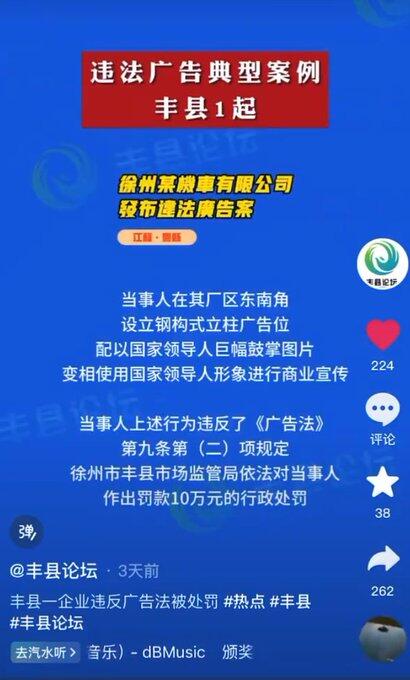 违法广告典型案例
丰县1起
徐州某機車有限公司
發布違法廣告案
当事人在其厂区东南角
设立钢构式立柱广告位
配以国家领导人巨幅鼓掌图片
变相使用国家领导人形象进行商业宣传
当事人上述行为违反了《广告法》
第九条第（二）项规定
徐州市丰县市场监管局依法对当事人
作出罚款10万元的行政处罚
丰县论坛
224
评论
38
262
弹
@丰县论坛 · 3天前
丰县一企业违反广告法被处罚 #热点 #丰县
#丰县论坛
去汽水听 音乐) - dBMusic 颁奖
丰县论坛